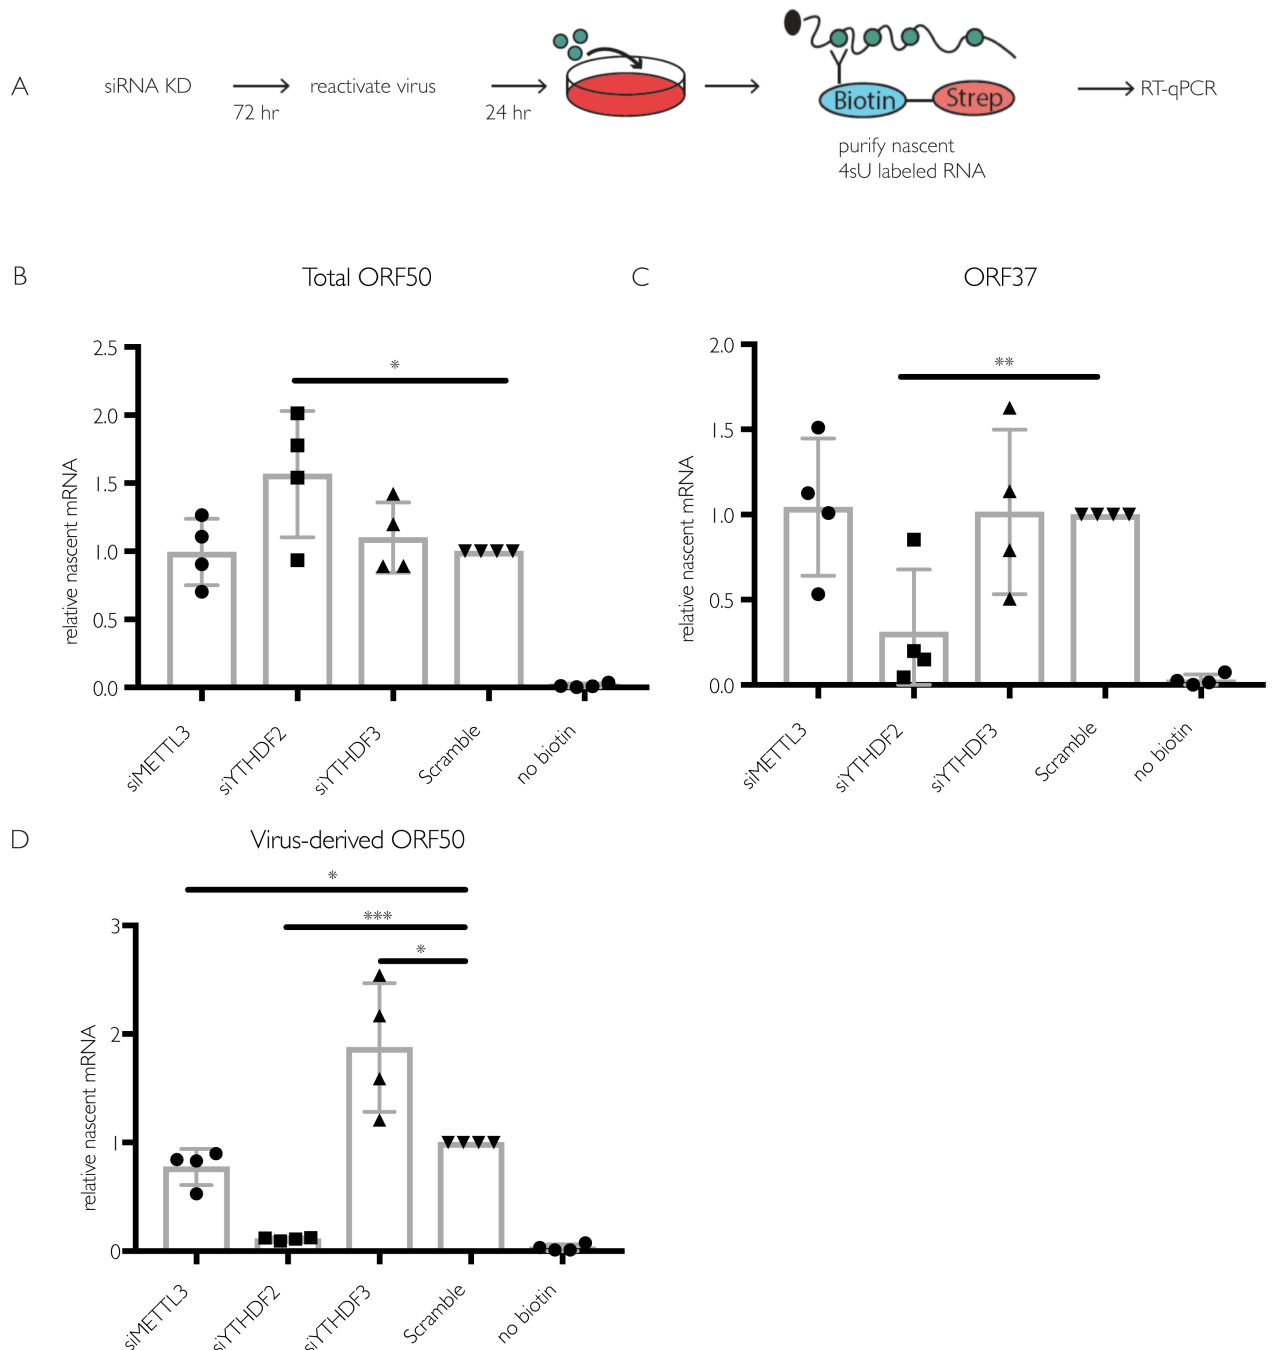 A
siRNA KD
72 hr
reactivate virus
24 hr
Biotin
Strep
purify nascent
4sU labeled RNA
RT-qPCR
B
Total ORF50
relative nascent mRNA
2.5
2.0
1.5
1.0
0.5
0.0
*
siMETTL3
siYTHDF2
siYTHDF3
Scramble
no biotin
C
ORF37
relative nascent mRNA
2.0
1.5
1.0
0.5
0.0
**
siMETTL3
siYTHDF2
siYTHDF3
Scramble
no biotin
D
Virus-derived ORF50
*
***
*
relative nascent mRNA
3
2
1
0
siMETTL3
siYTHDF2
siYTHDF3
Scramble
no biotin